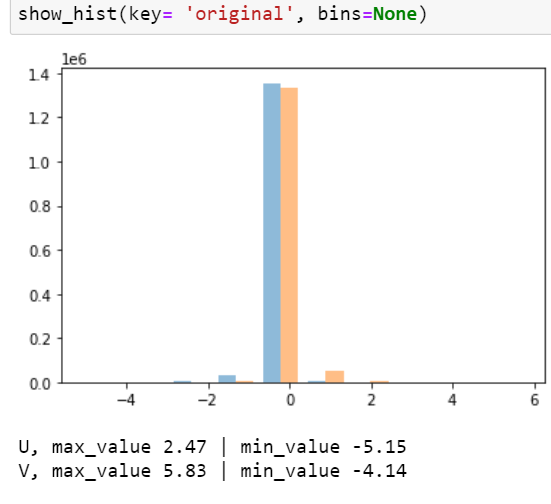 show_hist(key= 'original', bins=None)
1e6
1.4
1.2
1.0
0.8
0.6
0.4
0.2
0.0
−4 −2 0 2 4 6
U, max_value 2.47 | min_value -5.15
V, max_value 5.83 | min_value -4.14